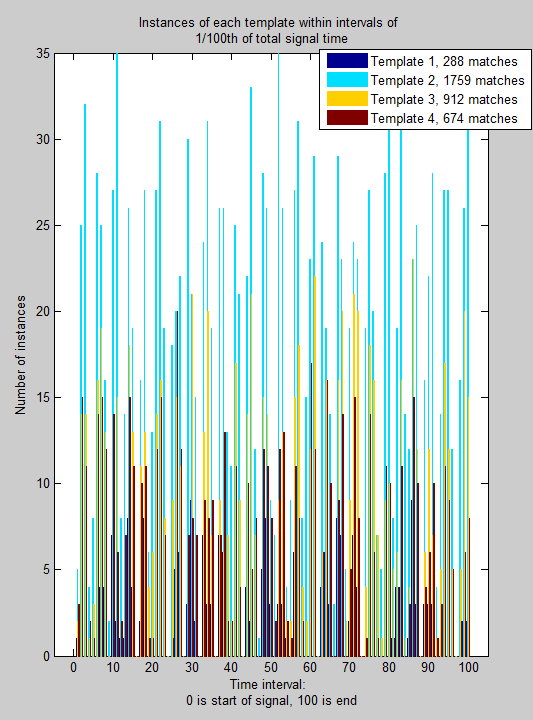 Instances of each template within intervals of
1/100th of total signal time
Template 1, 288 matches
Template 2, 1759 matches
Template 3, 912 matches
Template 4, 674 matches
Number of instances
35
30
25
20
15
10
5
0
0 10 20 30 40 50 60 70 80 90 100
Time interval:
0 is start of signal, 100 is end